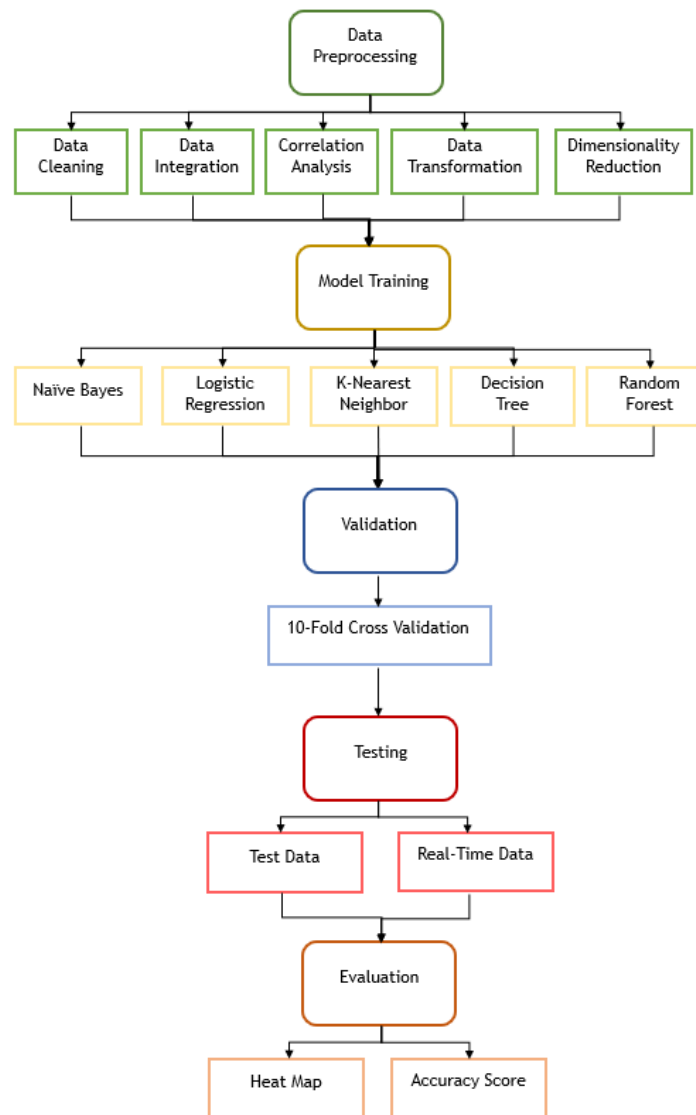 Data
Preprocessing
Data
Cleaning
Data
Integration
Correlation
Analysis
Data
Transformation
Dimensionality
Reduction
Model Training
Naïve Bayes
Logistic
Regression
K-Nearest
Neighbor
Decision
Tree
Random
Forest
Validation
10-Fold Cross Validation
Testing
Test Data
Real-Time Data
Evaluation
Heat Map
Accuracy Score